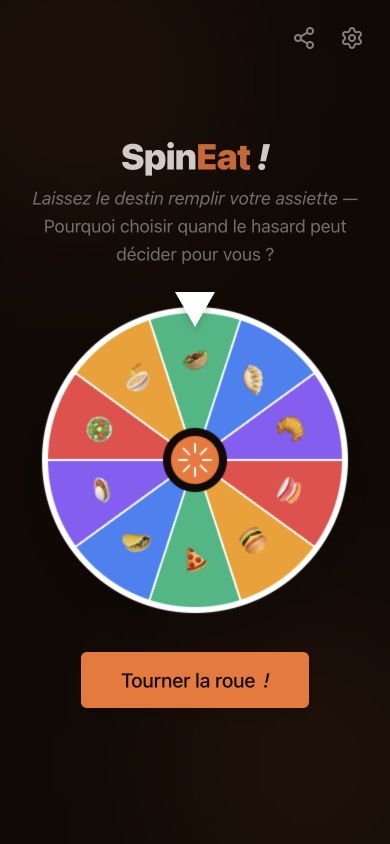 SpinEat !
Laissez le destin remplir votre assiette —
Pourquoi choisir quand le hasard peut
décider pour vous ?
Tourner la roue !